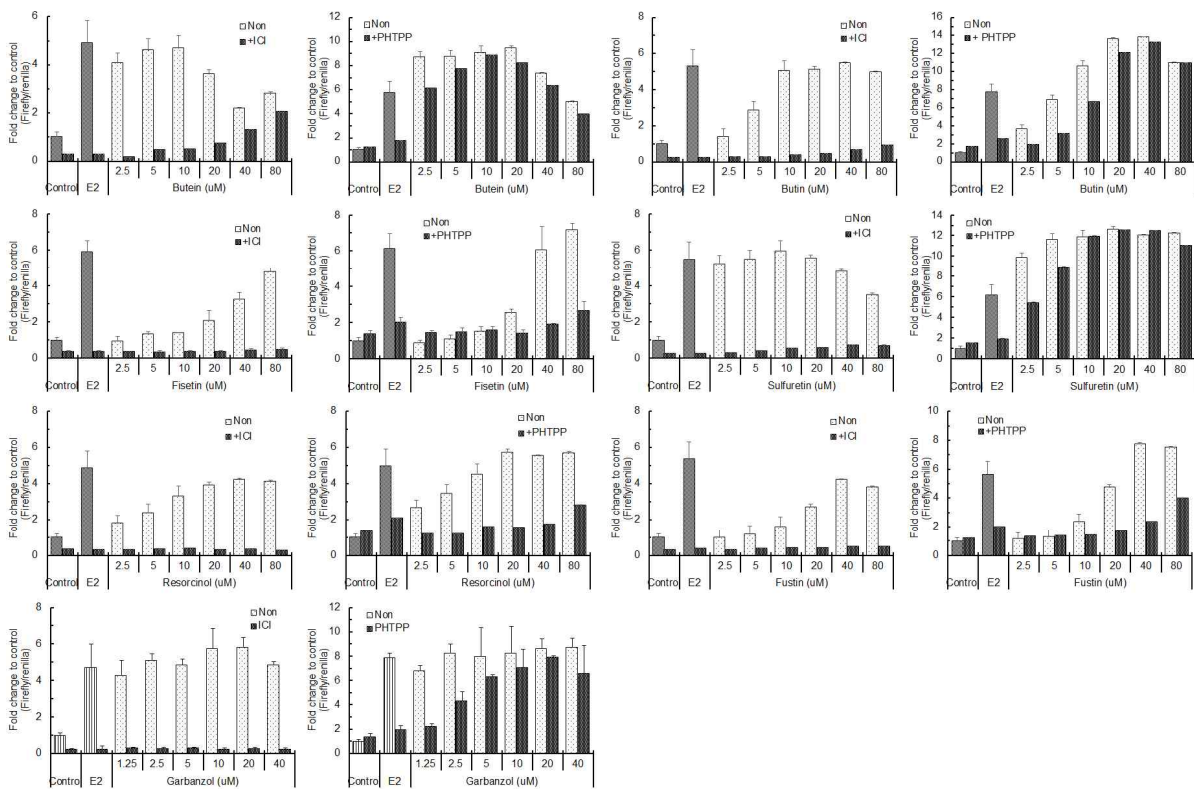 Fold change to control
(Firefly/renilla)
6
4
2
0
Non
+ICI
Control
E2
2.5 5 10 20 40 80
Butein (uM)
Fold change to control
(Firefly/renilla)
12
10
8
6
4
2
0
Non
+PHTPP
Control
E2
2.5 5 10 20 40 80
Butein (uM)
Fold change to control
(Firefly/renilla)
8
6
4
2
0
Non
+ICI
Control
E2
2.5 5 10 20 40 80
Butin (uM)
Fold change to control
(Firefly/renilla)
16
14
12
10
8
6
4
2
0
Non
+ PHTPP
Control
E2
2.5 5 10 20 40 80
Butin (uM)
Fold change to control
(Firefly/renilla)
8
6
4
2
0
Non
+ICI
Control
E2
2.5 5 10 20 40 80
Fisetin (uM)
Fold change to control
(Firefly/renilla)
8
6
4
2
0
Non
+PHTPP
Control
E2
2.5 5 10 20 40 80
Fisetin (uM)
Fold change to control
(Firefly/renilla)
8
6
4
2
0
Non
+ICI
Control
E2
2.5 5 10 20 40 80
Sulfuretin (uM)
Fold change to control
(Firefly/renilla)
14
12
10
8
6
4
2
0
Non
+PHTPP
Control
E2
2.5 5 10 20 40 80
Sulfuretin (uM)
Fold change to control
(Firefly/renilla)
8
6
4
2
0
Non
+ICI
Control
E2
2.5 5 10 20 40 80
Resorcinol (uM)
Fold change to control
(Firefly/renilla)
8
6
4
2
0
Non
+PHTPP
Control
E2
2.5 5 10 20 40 80
Resorcinol (uM)
Fold change to control
(Firefly/renilla)
8
6
4
2
0
Non
+ICI
Control
E2
2.5 5 10 20 40 80
Fustin (uM)
Fold change to control
(Firefly/renilla)
10
8
6
4
2
0
Non
+PHTPP
Control
E2
2.5 5 10 20 40 80
Fustin (uM)
Fold change to control
(Firefly/renilla)
8
6
4
2
0
Non
ICI
Control
E2
1.25 2.5 5 10 20 40
Garbanzol (uM)
Fold change to control
(Firefly/renilla)
12
10
8
6
4
2
0
Non
PHTPP
Control
E2
1.25 2.5 5 10 20 40
Garbanzol (uM)